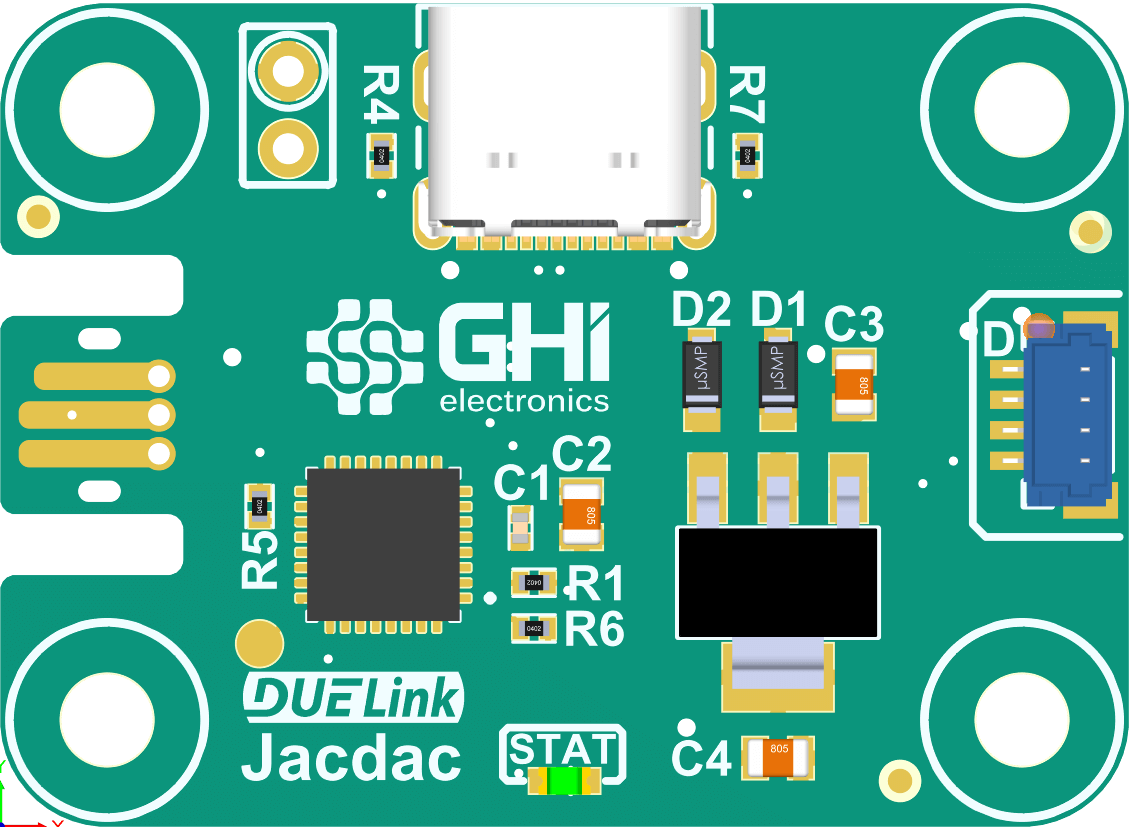 R4
R7
0402
0402
D2
D1
C3
GHI
electronics
µSMP
µSMP
805
D
C2
C1
0402
R5
805
0402
R1
0402
R6
DUELink
Jacdac
STAT
C4
805
Y
X